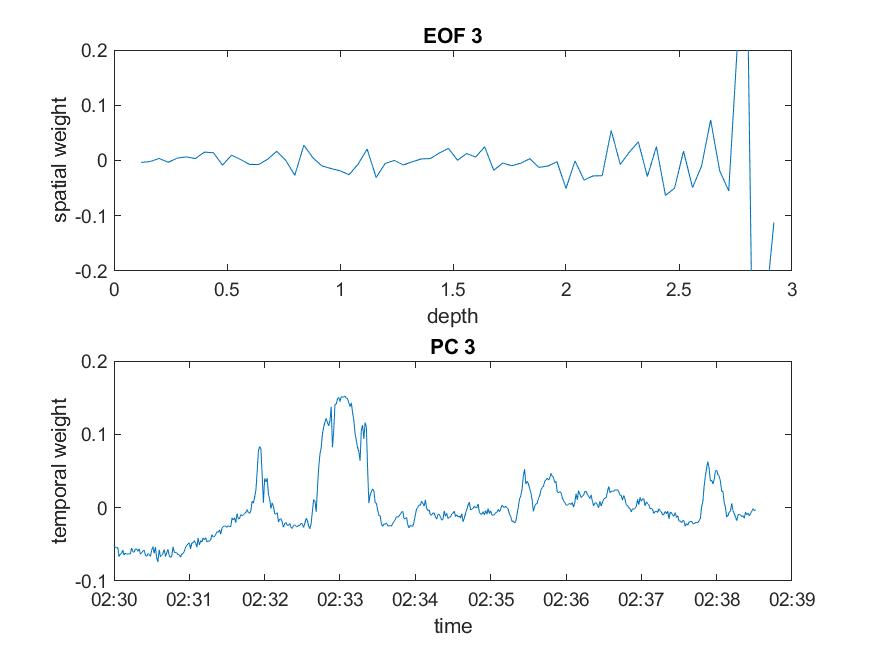 EOF 3
0.2
0.1
0
-0.1
-0.2
spatial weight
0 0.5 1 1.5 2 2.5 3
depth
PC 3
0.2
0.1
0
-0.1
temporal weight
02:30 02:31 02:32 02:33 02:34 02:35 02:36 02:37 02:38 02:39
time